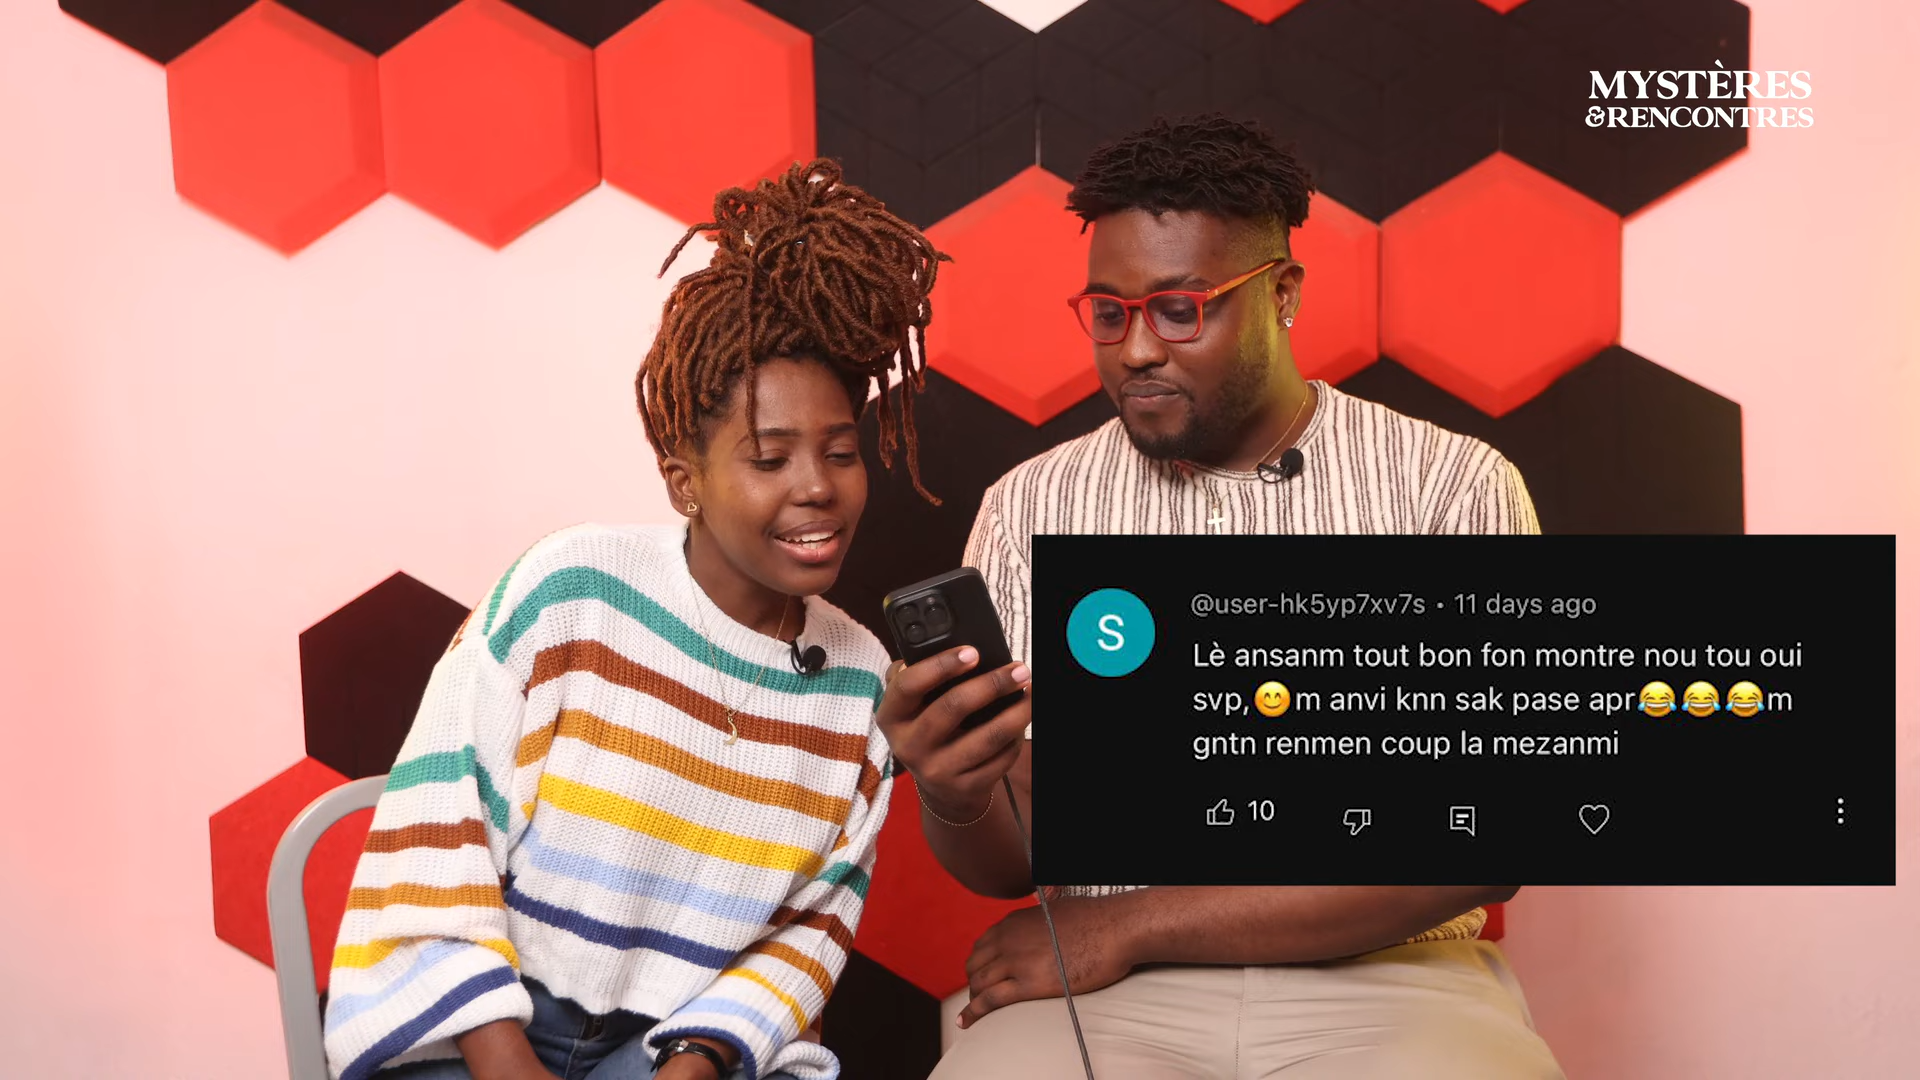 MYSTÈRES
&RENCONTRES
@user-hk5yp7xv7s • 11 days ago
S
Lè ansanm tout bon fon montre nou tou oui
svp,😊m anvi knn sak pase apr😂😂😂m
gntn renmen coup la mezanmi
10